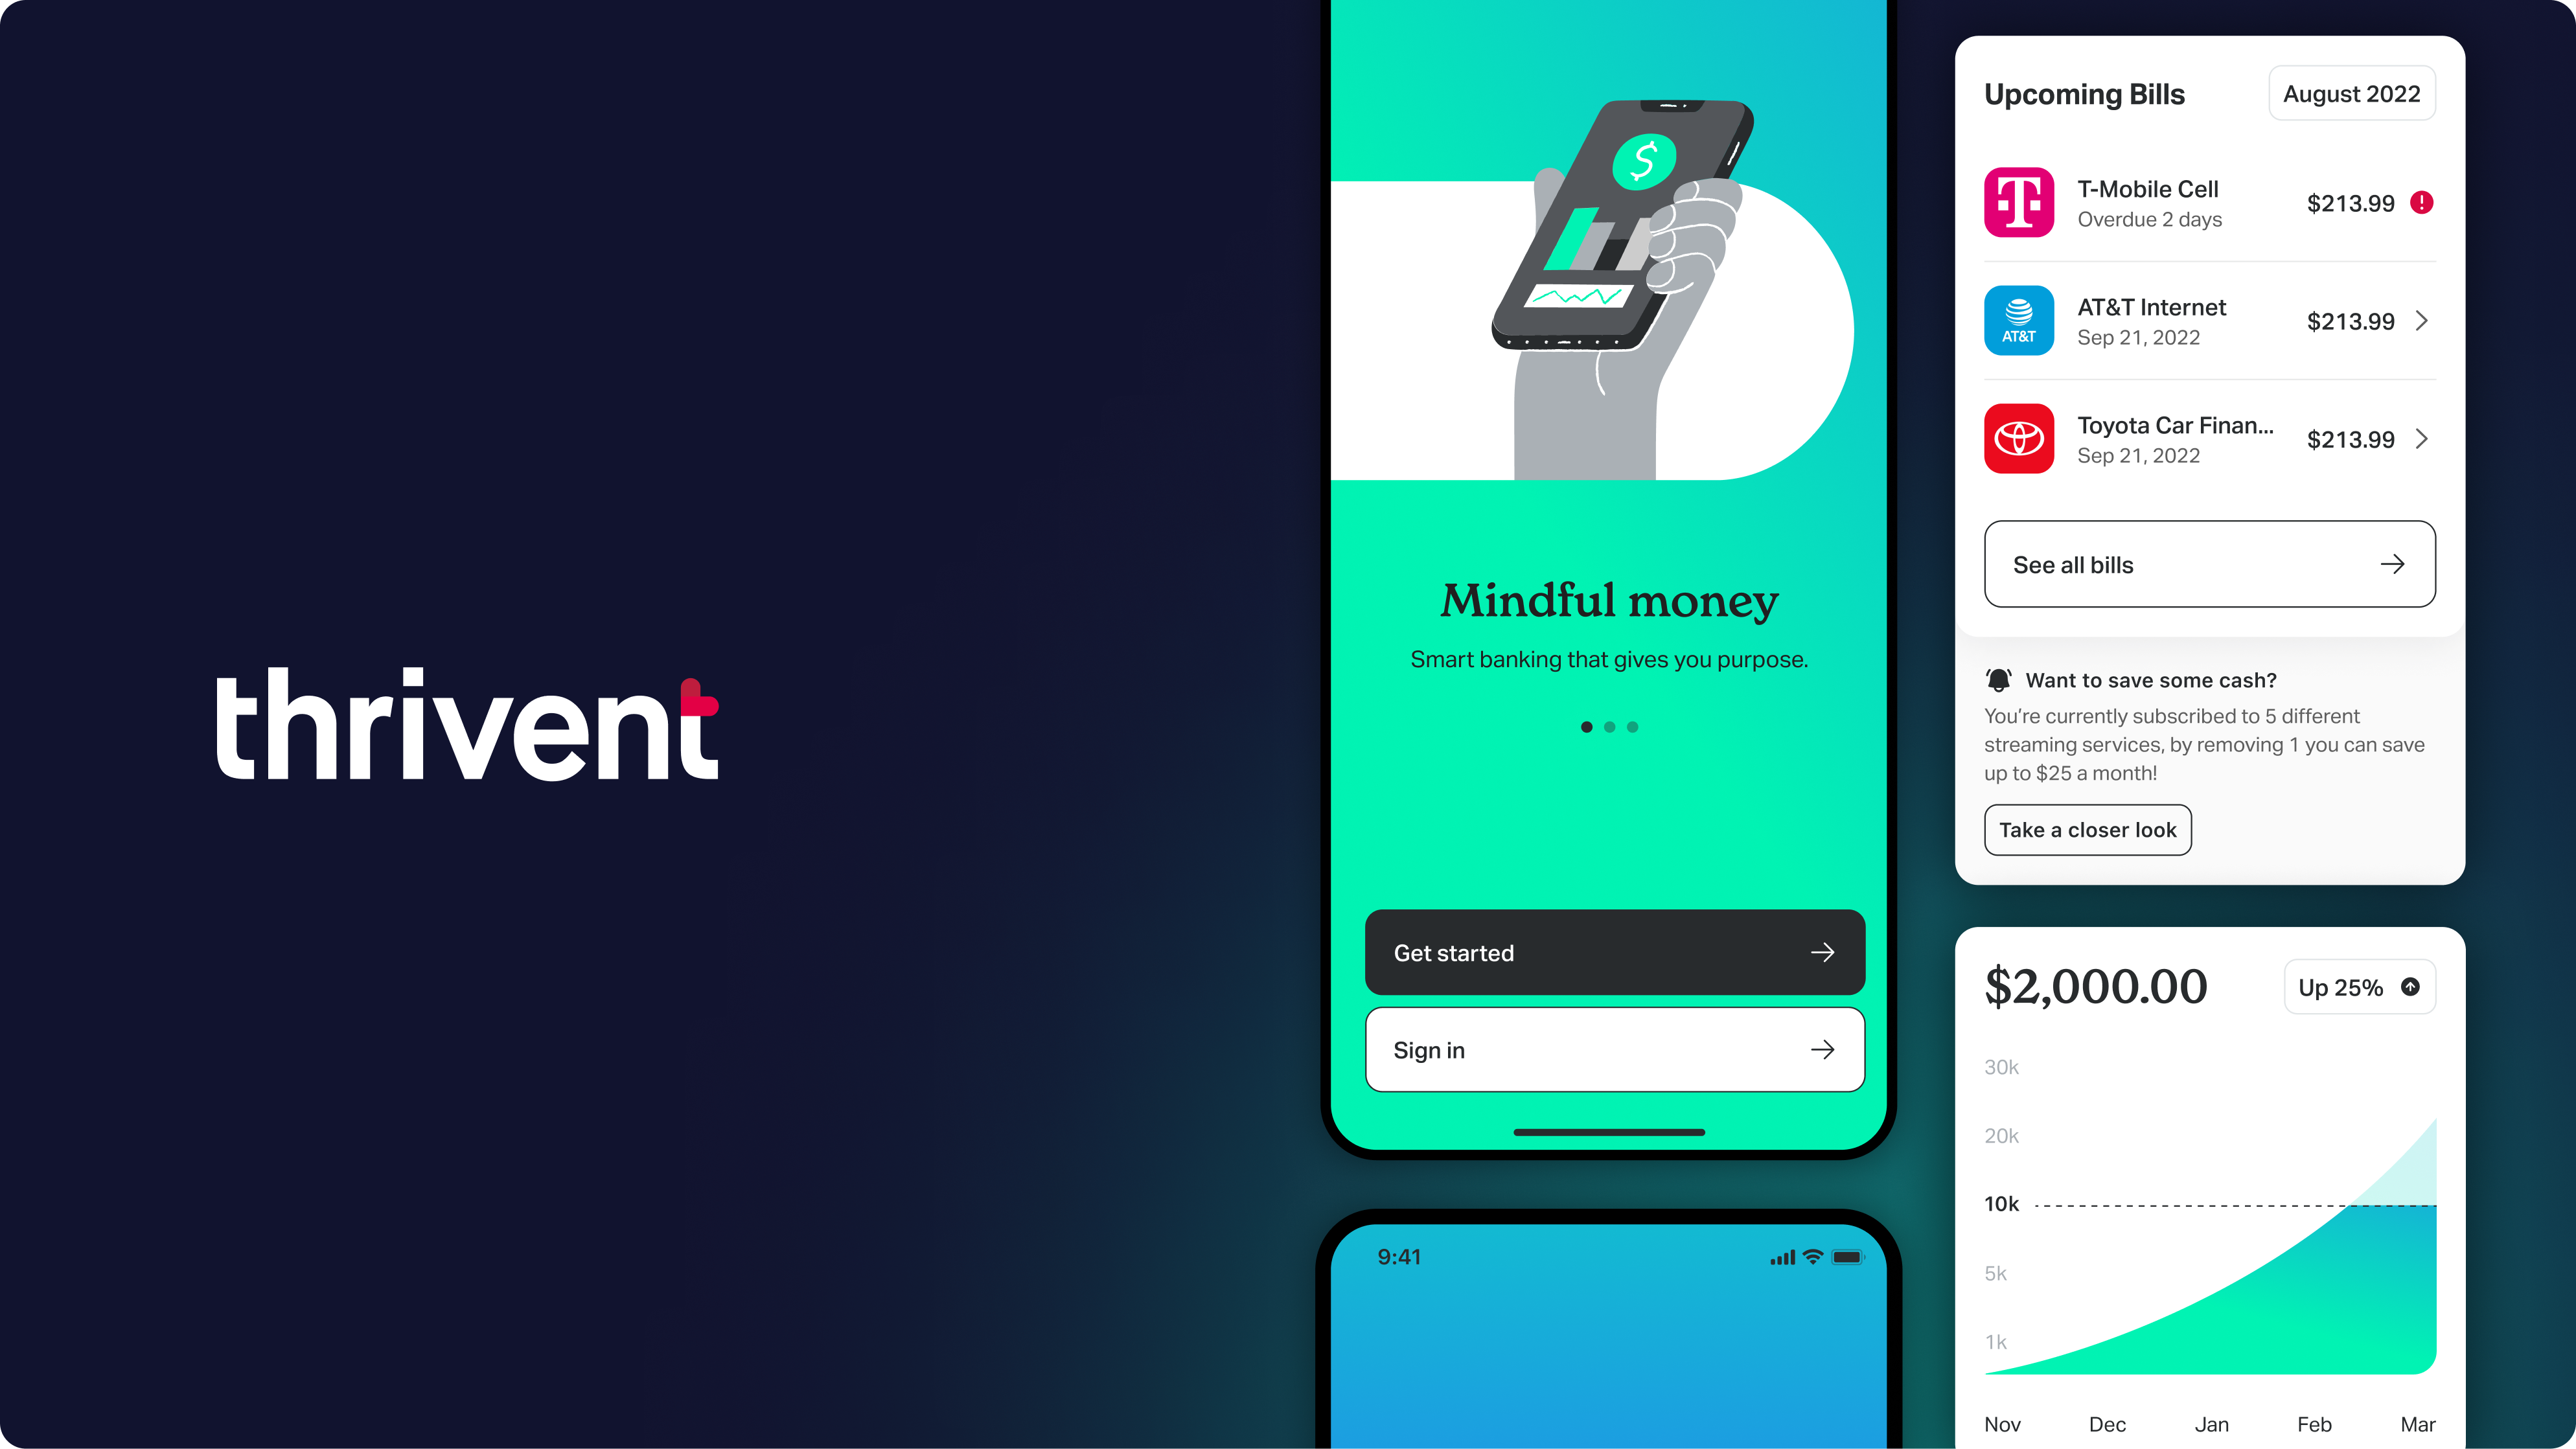 thrivent
$
Mindful money
Smart banking that gives you purpose.
Get started
Sign in
9:41
Upcoming Bills
August 2022
T
T-Mobile Cell
Overdue 2 days
$213.99
!
AT&T
AT&T Internet
Sep 21, 2022
$213.99
Toyota Car Finan...
Sep 21, 2022
$213.99
See all bills
Want to save some cash?
You’re currently subscribed to 5 different
streaming services, by removing 1 you can save
up to $25 a month!
Take a closer look
$2,000.00
Up 25%
30k
20k
10k
5k
1k
Nov Dec Jan Feb Mar